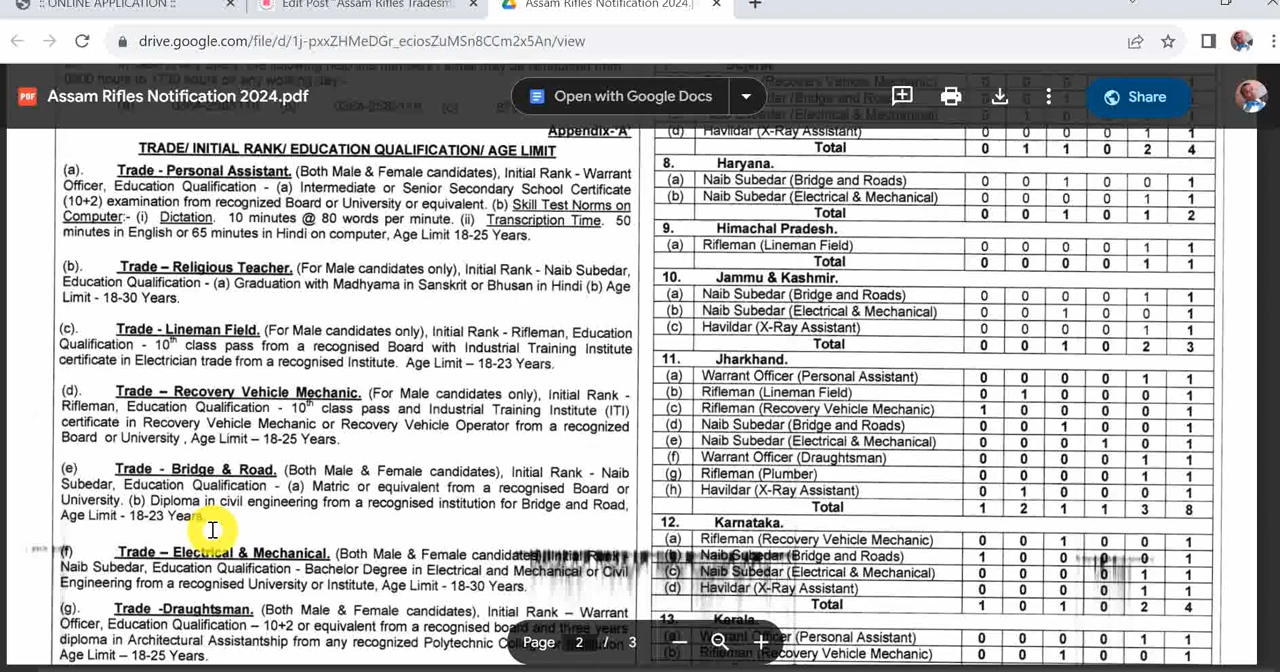 :: ONLINE APPLICATION ::
Edit Post "Assam Rifles Tradesm
Assam Rifles Notification 2024.
drive.google.com/file/d/1j-pxxZHMeDGr_eciosZuMSn8CCm2x5An/view
PDF
Assam Rifles Notification 2024.pdf
Open with Google Docs
Share
Appendix-'A'
TRADE/ INITIAL RANK/ EDUCATION QUALIFICATION/ AGE LIMIT
(a). Trade - Personal Assistant. (Both Male & Female candidates), Initial Rank - Warrant
Officer, Education Qualification - (a) Intermediate or Senior Secondary School Certificate
(10+2) examination from recognized Board or University or equivalent. (b) Skill Test Norms on
Computer:- (i) Dictation. 10 minutes @ 80 words per minute. (ii) Transcription Time. 50
minutes in English or 65 minutes in Hindi on computer, Age Limit 18-25 Years.
(b). Trade – Religious Teacher. (For Male candidates only), Initial Rank - Naib Subedar,
Education Qualification - (a) Graduation with Madhyama in Sanskrit or Bhusan in Hindi (b) Age
Limit - 18-30 Years.
(c). Trade - Lineman Field. (For Male candidates only), Initial Rank - Rifleman, Education
Qualification - 10th class pass from a recognised Board with Industrial Training Institute
certificate in Electrician trade from a recognised Institute. Age Limit - 18-23 Years.
(d). Trade – Recovery Vehicle Mechanic. (For Male candidates only), Initial Rank -
Rifleman, Education Qualification - 10th class pass and Industrial Training Institute (ITI)
certificate in Recovery Vehicle Mechanic or Recovery Vehicle Operator from a recognized
Board or University , Age Limit – 18-25 Years.
(e) Trade - Bridge & Road. (Both Male & Female candidates), Initial Rank - Naib
Subedar, Education Qualification - (a) Matric or equivalent from a recognised Board or
University. (b) Diploma in civil engineering from a recognised institution for Bridge and Road,
Age Limit - 18-23 Years.
(f) Trade – Electrical & Mechanical. (Both Male & Female candidates), Initial Rank -
Naib Subedar, Education Qualification - Bachelor Degree in Electrical and Mechanical or Civil
Engineering from a recognised University or Institute, Age Limit - 18-30 Years.
(g). Trade -Draughtsman. (Both Male & Female candidates), Initial Rank – Warrant
Officer, Education Qualification – 10+2 or equivalent from a recognised board and three years
diploma in Architectural Assistantship from any recognized Polytechnic
Age Limit - 18-25 Years.
(d) Havildar (X-Ray Assistant) 0 0 0 0 1 1
Total 0 1 1 0 2 4
8. Haryana.
(a) Naib Subedar (Bridge and Roads) 0 0 1 0 0 1
(b) Naib Subedar (Electrical & Mechanical) 0 0 0 0 1 1
Total 0 0 1 0 1 2
9. Himachal Pradesh.
(a) Rifleman (Lineman Field) 0 0 0 0 1 1
Total 0 0 0 0 1 1
10. Jammu & Kashmir.
(a) Naib Subedar (Bridge and Roads) 0 0 0 0 1 1
(b) Naib Subedar (Electrical & Mechanical) 0 0 1 0 0 1
(c) Havildar (X-Ray Assistant) 0 0 0 0 1 1
Total 0 0 1 0 2 3
11. Jharkhand.
(a) Warrant Officer (Personal Assistant) 0 0 0 0 1 1
(b) Rifleman (Lineman Field) 0 1 0 0 0 1
(c) Rifleman (Recovery Vehicle Mechanic) 1 0 0 0 0 1
(d) Naib Subedar (Bridge and Roads) 0 0 1 0 0 1
(e) Naib Subedar (Electrical & Mechanical) 0 0 0 1 0 1
(f) Warrant Officer (Draughtsman) 0 0 0 0 1 1
(g) Rifleman (Plumber) 0 0 0 0 1 1
(h) Havildar (X-Ray Assistant) 0 1 0 0 0 1
Total 1 2 1 1 3 8
12. Karnataka.
(a) Rifleman (Recovery Vehicle Mechanic) 0 0 1 0 0 1
(b) Naib Subedar (Bridge and Roads) 1 0 0 0 0 1
(c) Naib Subedar (Electrical & Mechanical) 0 0 0 0 1 1
(d) Havildar (X-Ray Assistant) 0 0 0 0 1 1
Total 1 0 1 0 2 4
13. Kerala.
(a) Warrant Officer (Personal Assistant) 0 0 0 0 1 1
(b) Rifleman (Recovery Vehicle Mechanic) 0 0 1 0 0 1
Page 2 / 3